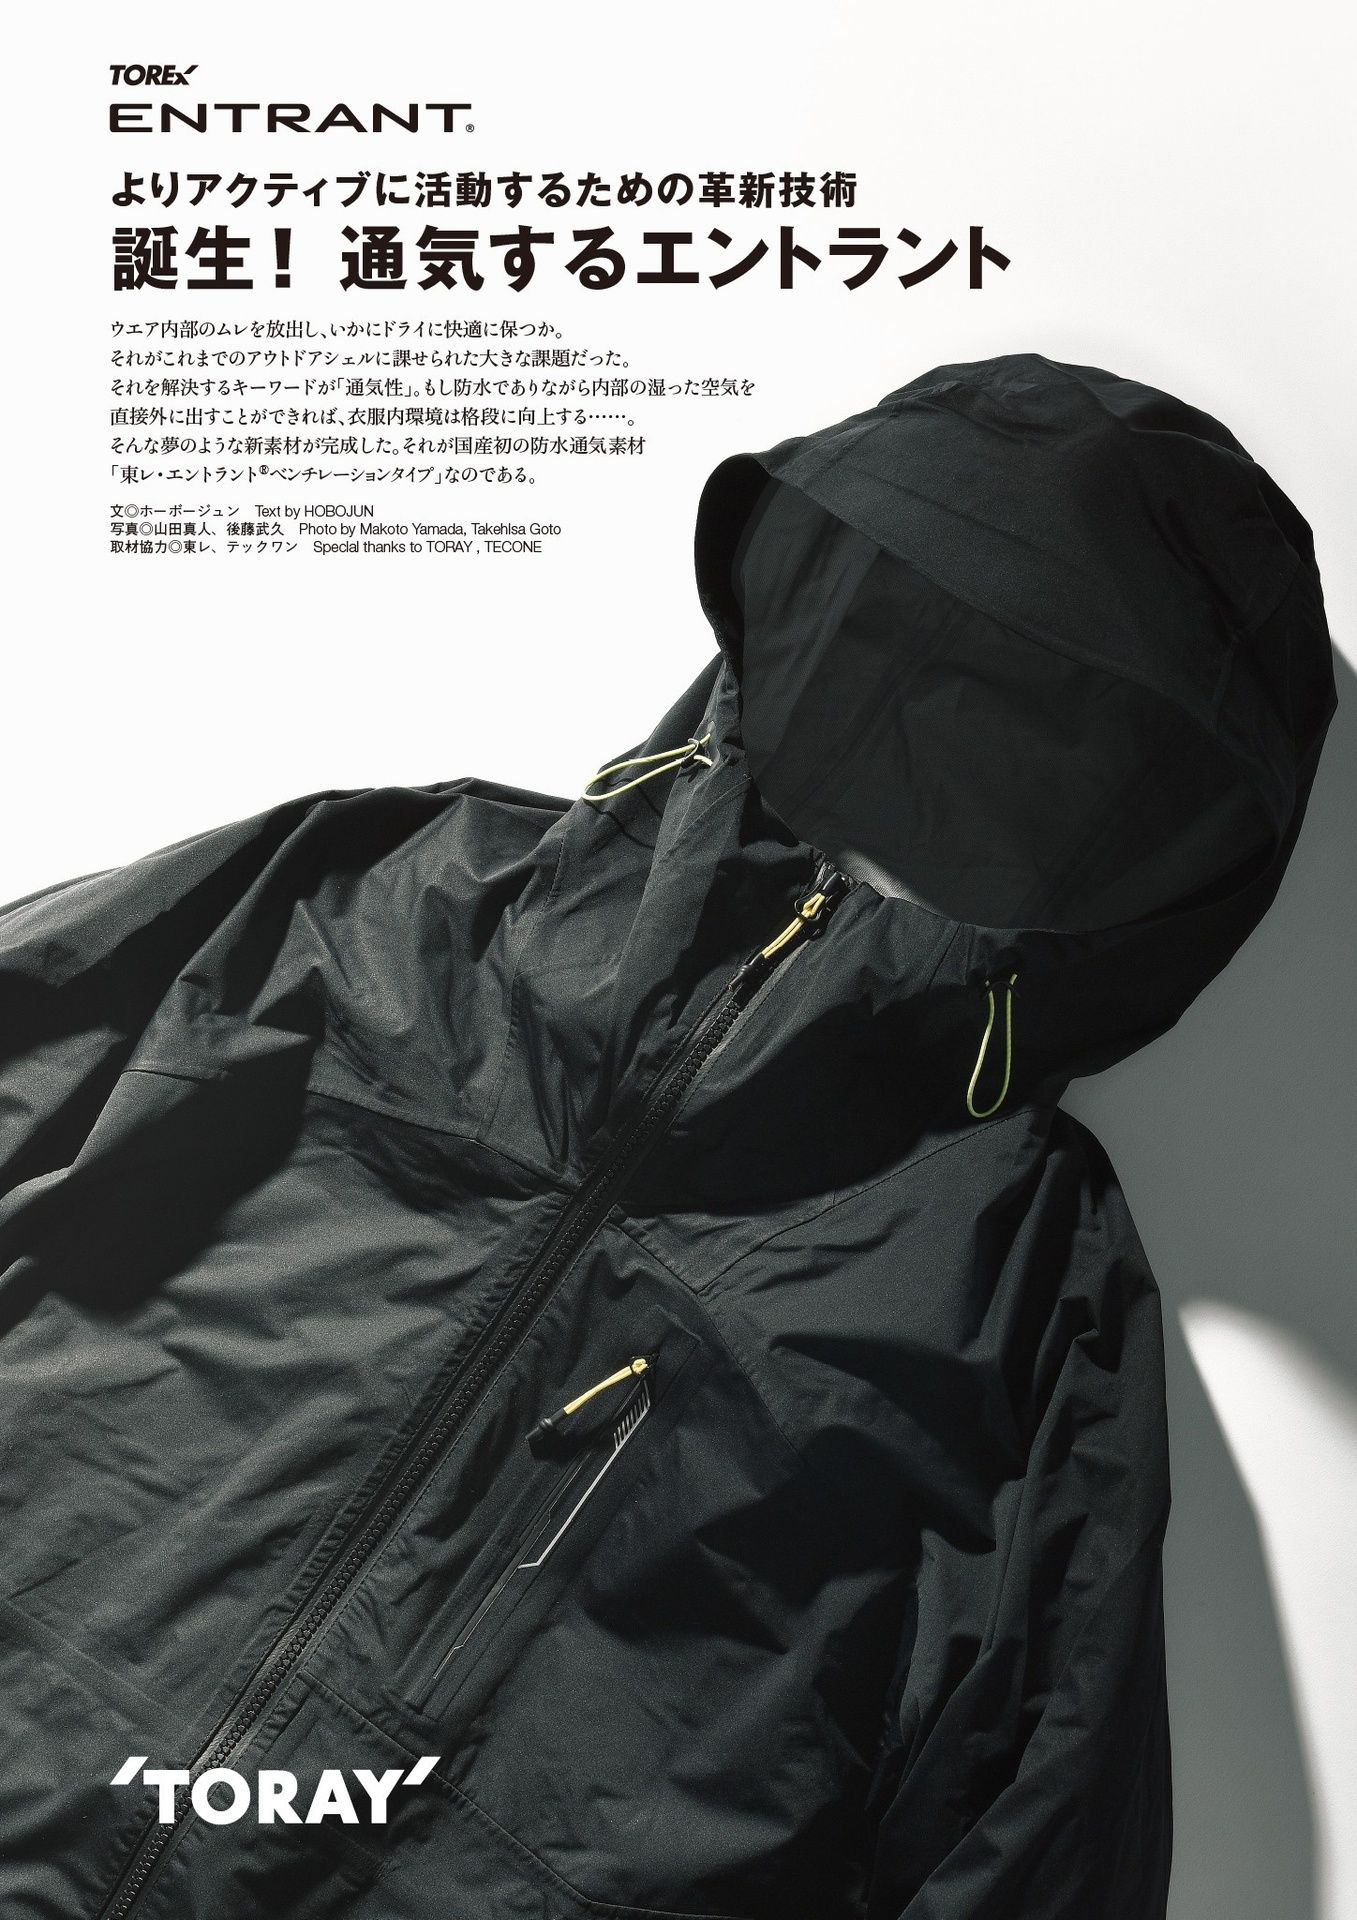 TOREX
ENTRANT®
よりアクティブに活動するための革新技術
誕生！ 通気するエントラント
ウエア内部のムレを放出し、いかにドライに快適に保つか。
それがこれまでのアウトドアシェルに課せられた大きな課題だった。
それを解決するキーワードが「通気性」。もし防水でありながら内部の湿った空気を
直接外に出すことができれば、衣服内環境は格段に向上する……。
そんな夢のような新素材が完成した。それが国産初の防水通気素材
「東レ・エントラント®ベンチレーションタイプ」なのである。
文◎ホーボージュン　Text by HOBOJUN
写真◎山田真人、後藤武久　Photo by Makoto Yamada, TakehIsa Goto
取材協力◎東レ、テックワン　Special thanks to TORAY , TECONE
'TORAY'